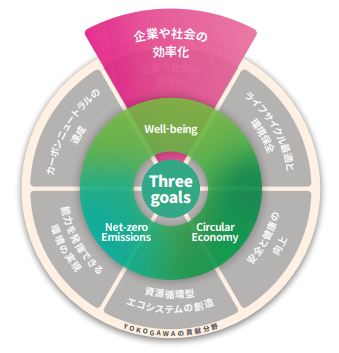 企業や社会の
効率化
ライフサイクル最適と
環境保全
安全と健康の
向上
資源循環型
エコシステムの創造
能力を発揮できる
環境の実現
カーボンニュートラルの
達成
Well-being
Net-zero
Emissions
Circular
Economy
Three
goals
YOKOGAWAの貢献分野